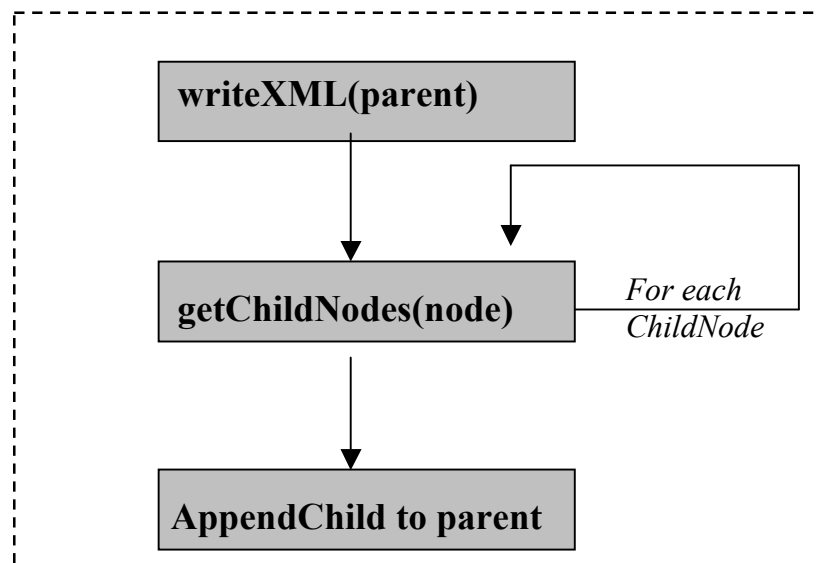 writeXML(parent)
getChildNodes(node)
For each
ChildNode
AppendChild to parent